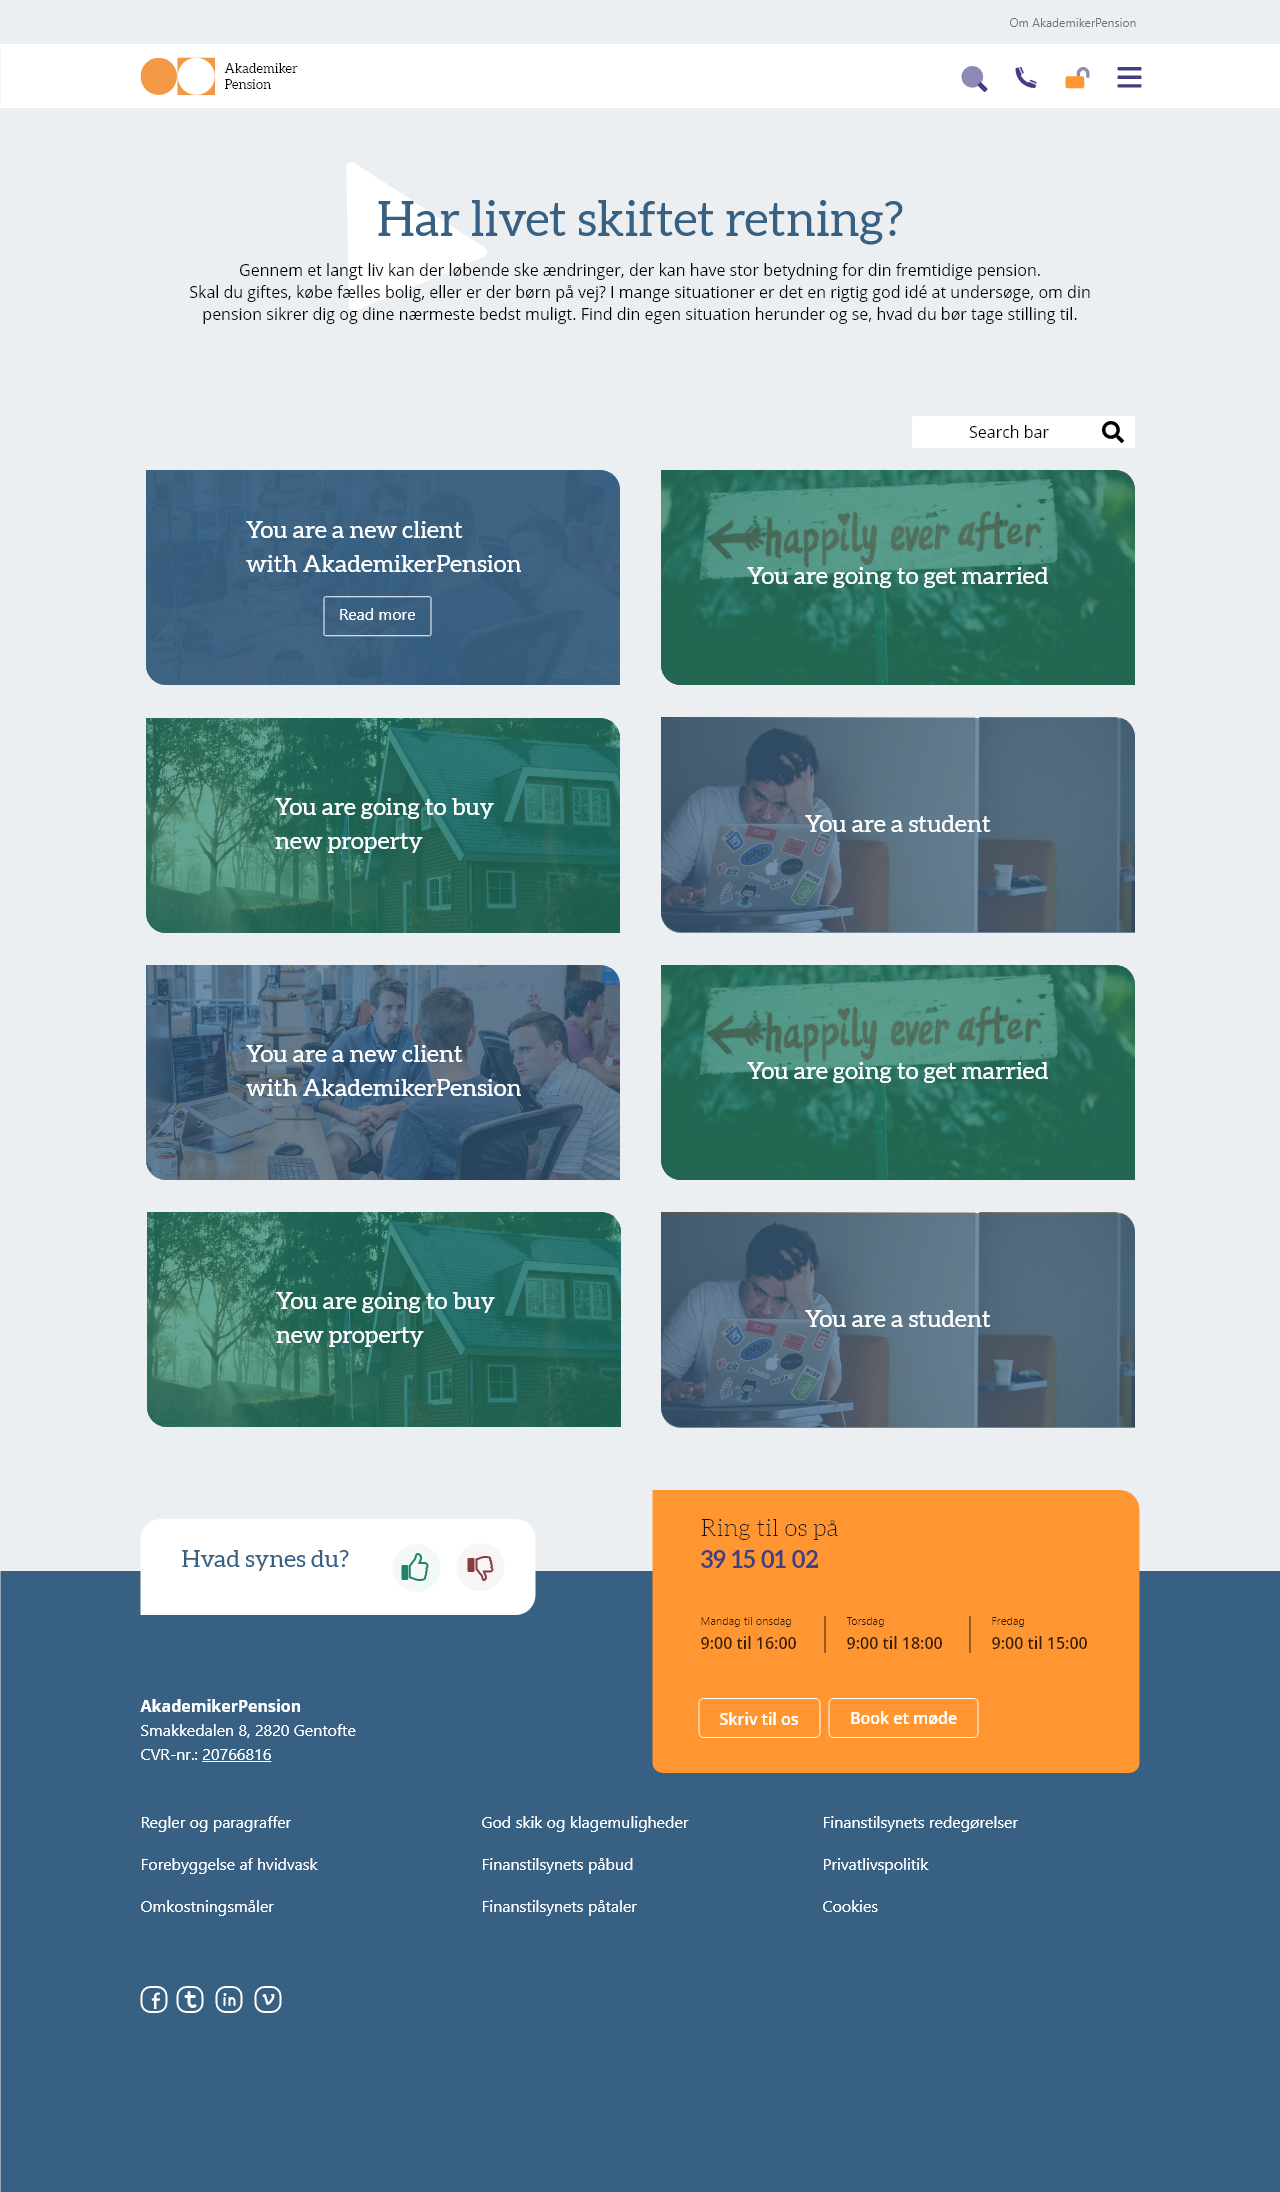 Om AkademikerPension
Akademiker
Pension
Har livet skiftet retning?
Gennem et langt liv kan der løbende ske ændringer, der kan have stor betydning for din fremtidige pension.
Skal du giftes, købe fælles bolig, eller er der børn på vej? I mange situationer er det en rigtig god idé at undersøge, om din
pension sikrer dig og dine nærmeste bedst muligt. Find din egen situation herunder og se, hvad du bør tage stilling til.
Search bar
You are a new client
with AkademikerPension
Read more
happily ever after
You are going to get married
You are going to buy
new property
You are a student
php
git
node
You are a new client
with AkademikerPension
happily ever after
You are going to get married
You are going to buy
new property
You are a student
php
git
node
Hvad synes du?
Ring til os på
39 15 01 02
Mandag til onsdag
9:00 til 16:00
Torsdag
9:00 til 18:00
Fredag
9:00 til 15:00
Skriv til os
Book et møde
AkademikerPension
Smakkedalen 8, 2820 Gentofte
CVR-nr.: 20766816
Regler og paragraffer
God skik og klagemuligheder
Finanstilsynets redegørelser
Forebyggelse af hvidvask
Finanstilsynets påbud
Privatlivspolitik
Omkostningsmåler
Finanstilsynets påtaler
Cookies